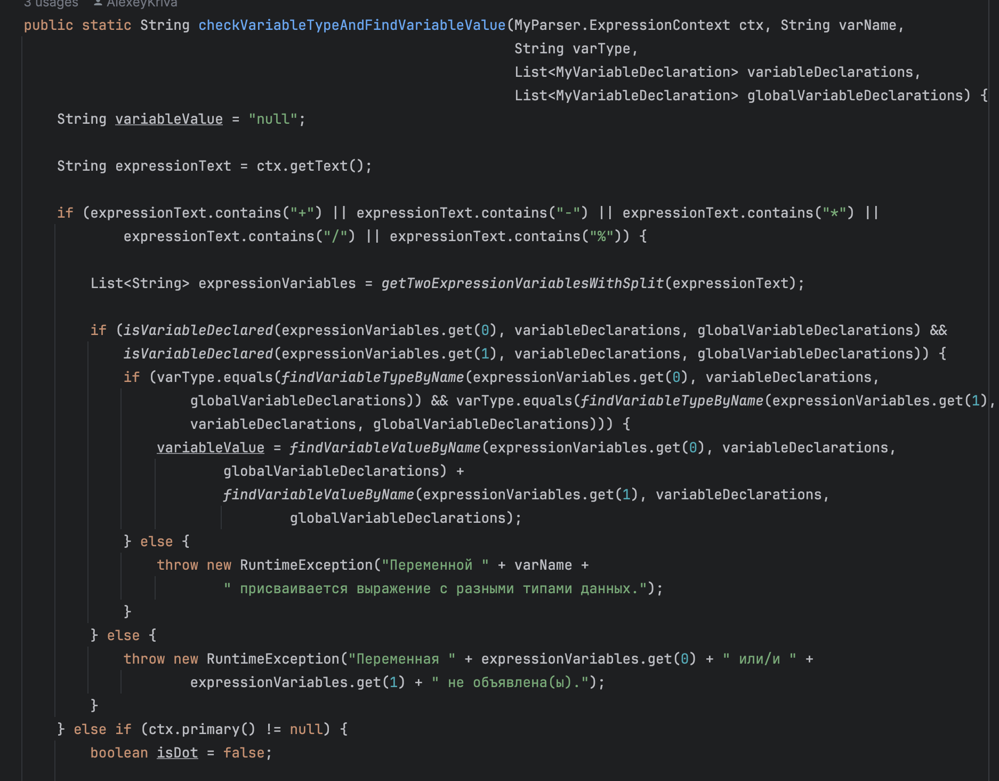 3 usages AlexeyKriva
public static String checkVariableTypeAndFindVariableValue(MyParser.ExpressionContext ctx, String varName,
String varType,
List<MyVariableDeclaration> variableDeclarations,
List<MyVariableDeclaration> globalVariableDeclarations) {
String variableValue = "null";
String expressionText = ctx.getText();
if (expressionText.contains("+") || expressionText.contains("-") || expressionText.contains("*") ||
expressionText.contains("/") || expressionText.contains("%")) {
List<String> expressionVariables = getTwoExpressionVariablesWithSplit(expressionText);
if (isVariableDeclared(expressionVariables.get(0), variableDeclarations, globalVariableDeclarations) &&
isVariableDeclared(expressionVariables.get(1), variableDeclarations, globalVariableDeclarations)) {
if (varType.equals(findVariableTypeByName(expressionVariables.get(0), variableDeclarations,
globalVariableDeclarations)) && varType.equals(findVariableTypeByName(expressionVariables.get(1),
variableDeclarations, globalVariableDeclarations))) {
variableValue = findVariableValueByName(expressionVariables.get(0), variableDeclarations,
globalVariableDeclarations) +
findVariableValueByName(expressionVariables.get(1), variableDeclarations,
globalVariableDeclarations);
} else {
throw new RuntimeException("Переменной " + varName +
" присваивается выражение с разными типами данных.");
}
} else {
throw new RuntimeException("Переменная " + expressionVariables.get(0) + " или/и " +
expressionVariables.get(1) + " не объявлена(ы).");
}
} else if (ctx.primary() != null) {
boolean isDot = false;